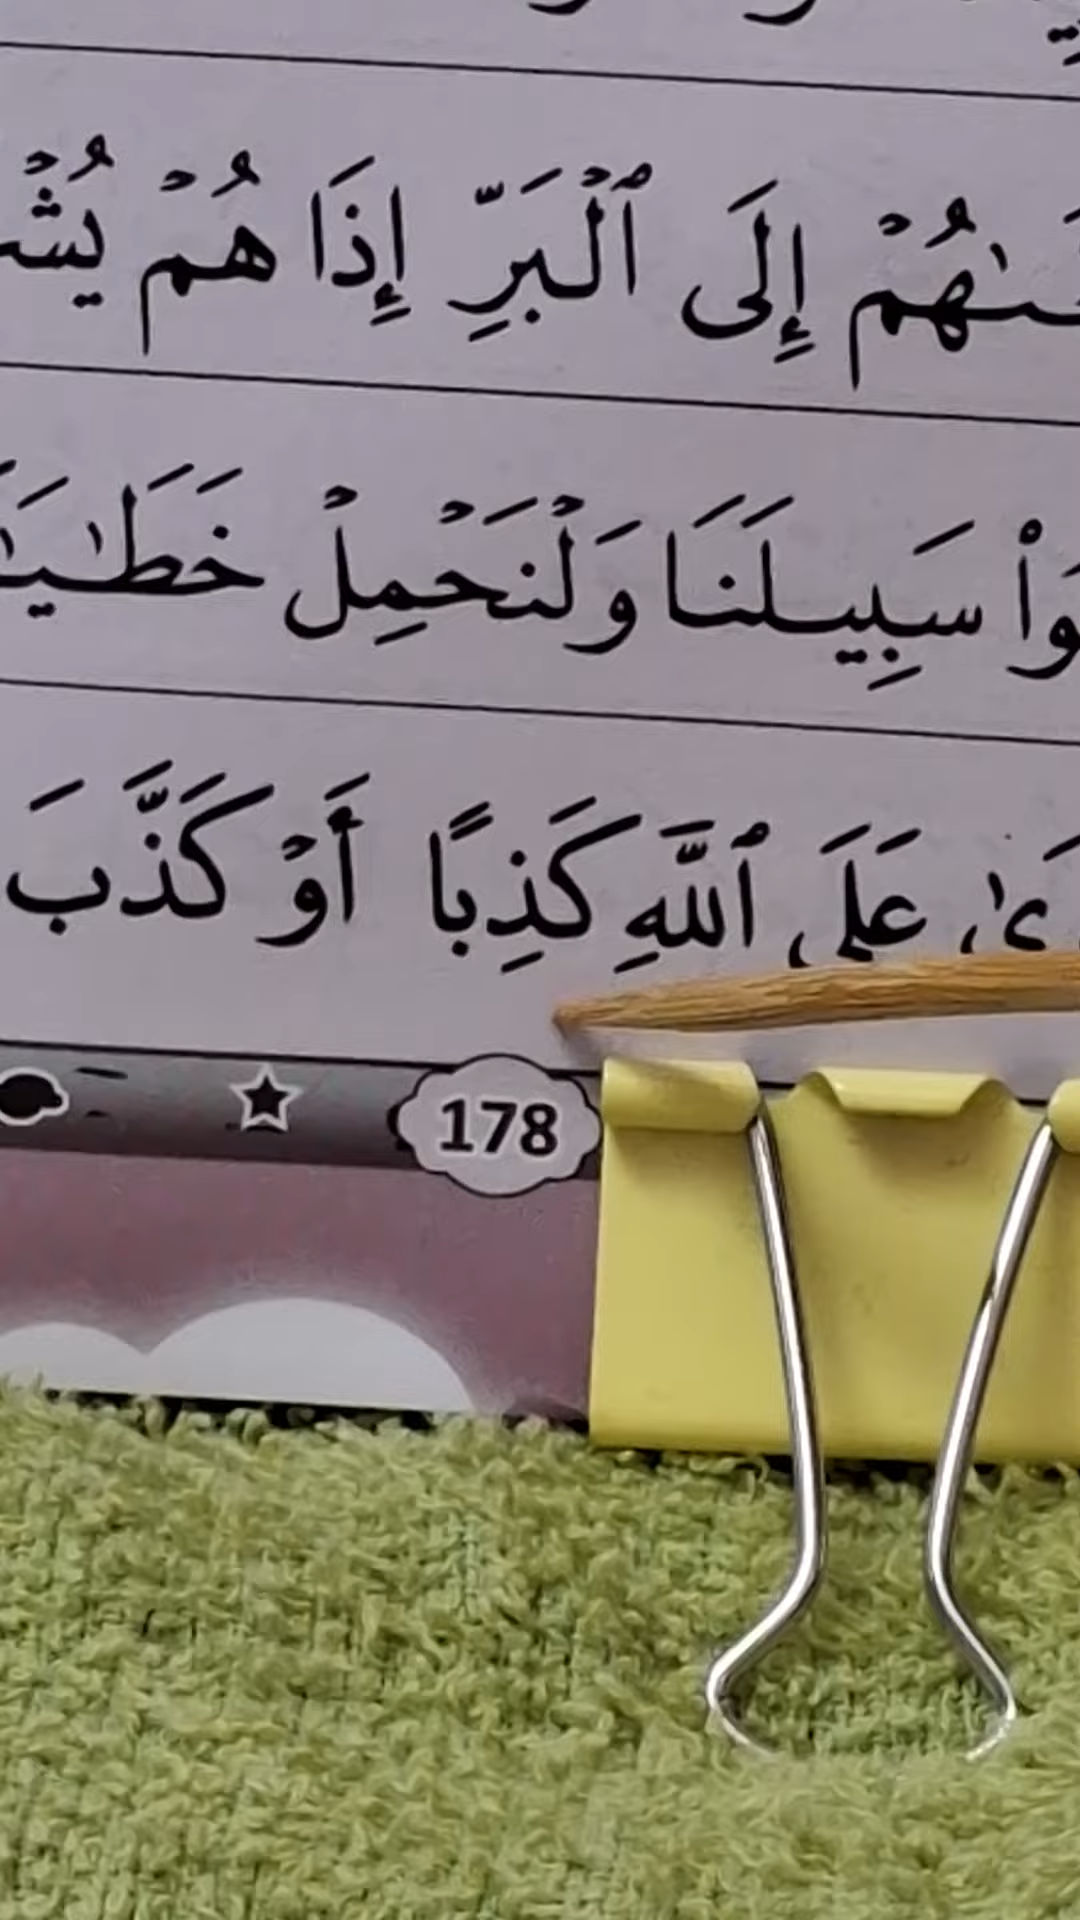 إِلَى ٱلْبَرِّ إِذَا هُمْ
سَبِيلَنَا وَلْنَحْمِلْ
عَلَى ٱللَّهِ كَذِبًا أَوْ كَذَّبَ
178